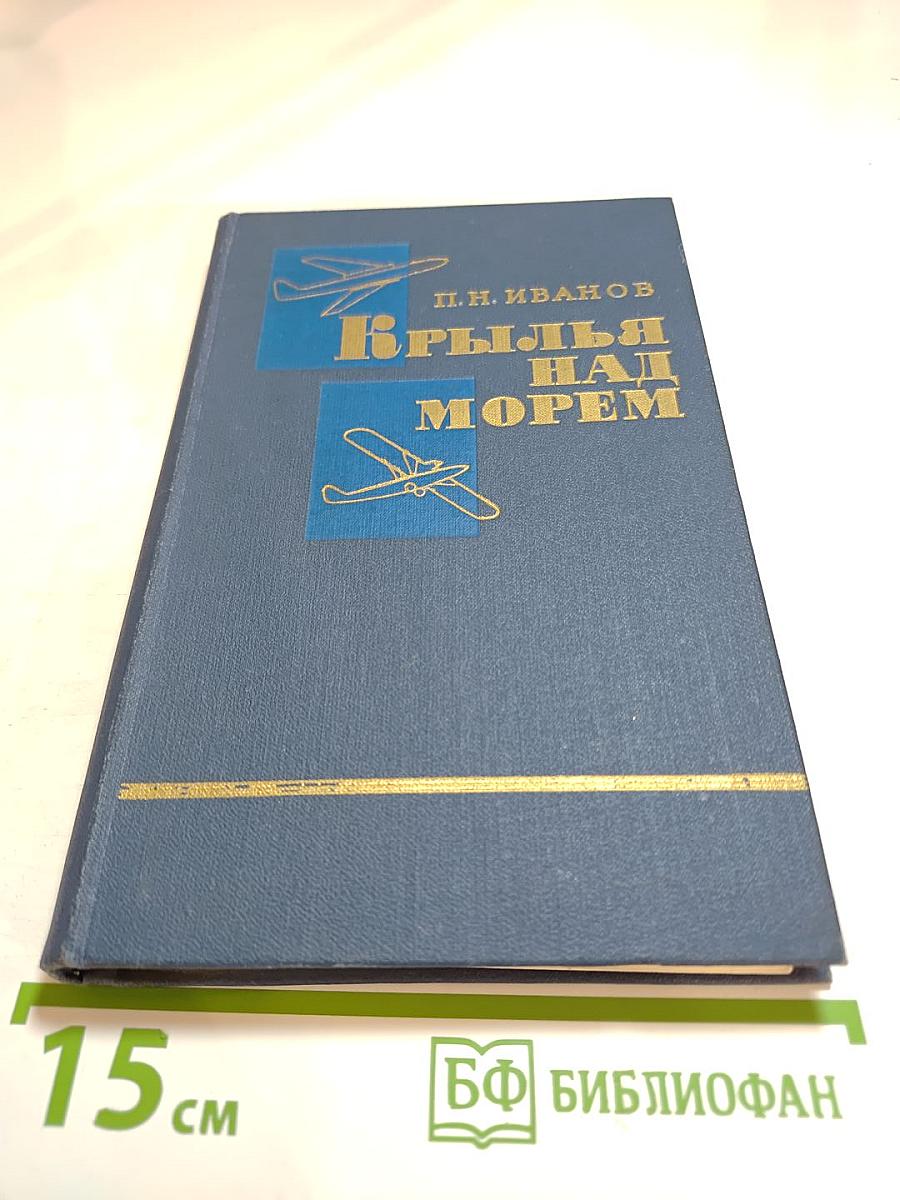 П. Н. ИВАНОВ
КРЫЛЬЯ
НАД
МОРЕМ
15 см
БФ БИБЛИОФАН